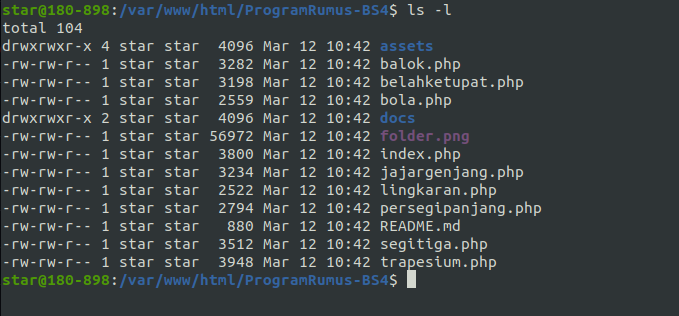 star@180-898:/var/www/html/ProgramRumus-BS4$ ls -l
total 104
drwxrwxr-x 4 star star  4096 Mar 12 10:42 assets
-rw-rw-r-- 1 star star  3282 Mar 12 10:42 balok.php
-rw-rw-r-- 1 star star  3198 Mar 12 10:42 belahketupat.php
-rw-rw-r-- 1 star star  2559 Mar 12 10:42 bola.php
drwxrwxr-x 2 star star  4096 Mar 12 10:42 docs
-rw-rw-r-- 1 star star 56972 Mar 12 10:42 folder.png
-rw-rw-r-- 1 star star  3800 Mar 12 10:42 index.php
-rw-rw-r-- 1 star star  3234 Mar 12 10:42 jajargenjang.php
-rw-rw-r-- 1 star star  2522 Mar 12 10:42 lingkaran.php
-rw-rw-r-- 1 star star  2794 Mar 12 10:42 persegipanjang.php
-rw-rw-r-- 1 star star   880 Mar 12 10:42 README.md
-rw-rw-r-- 1 star star  3512 Mar 12 10:42 segitiga.php
-rw-rw-r-- 1 star star  3948 Mar 12 10:42 trapesium.php
star@180-898:/var/www/html/ProgramRumus-BS4$